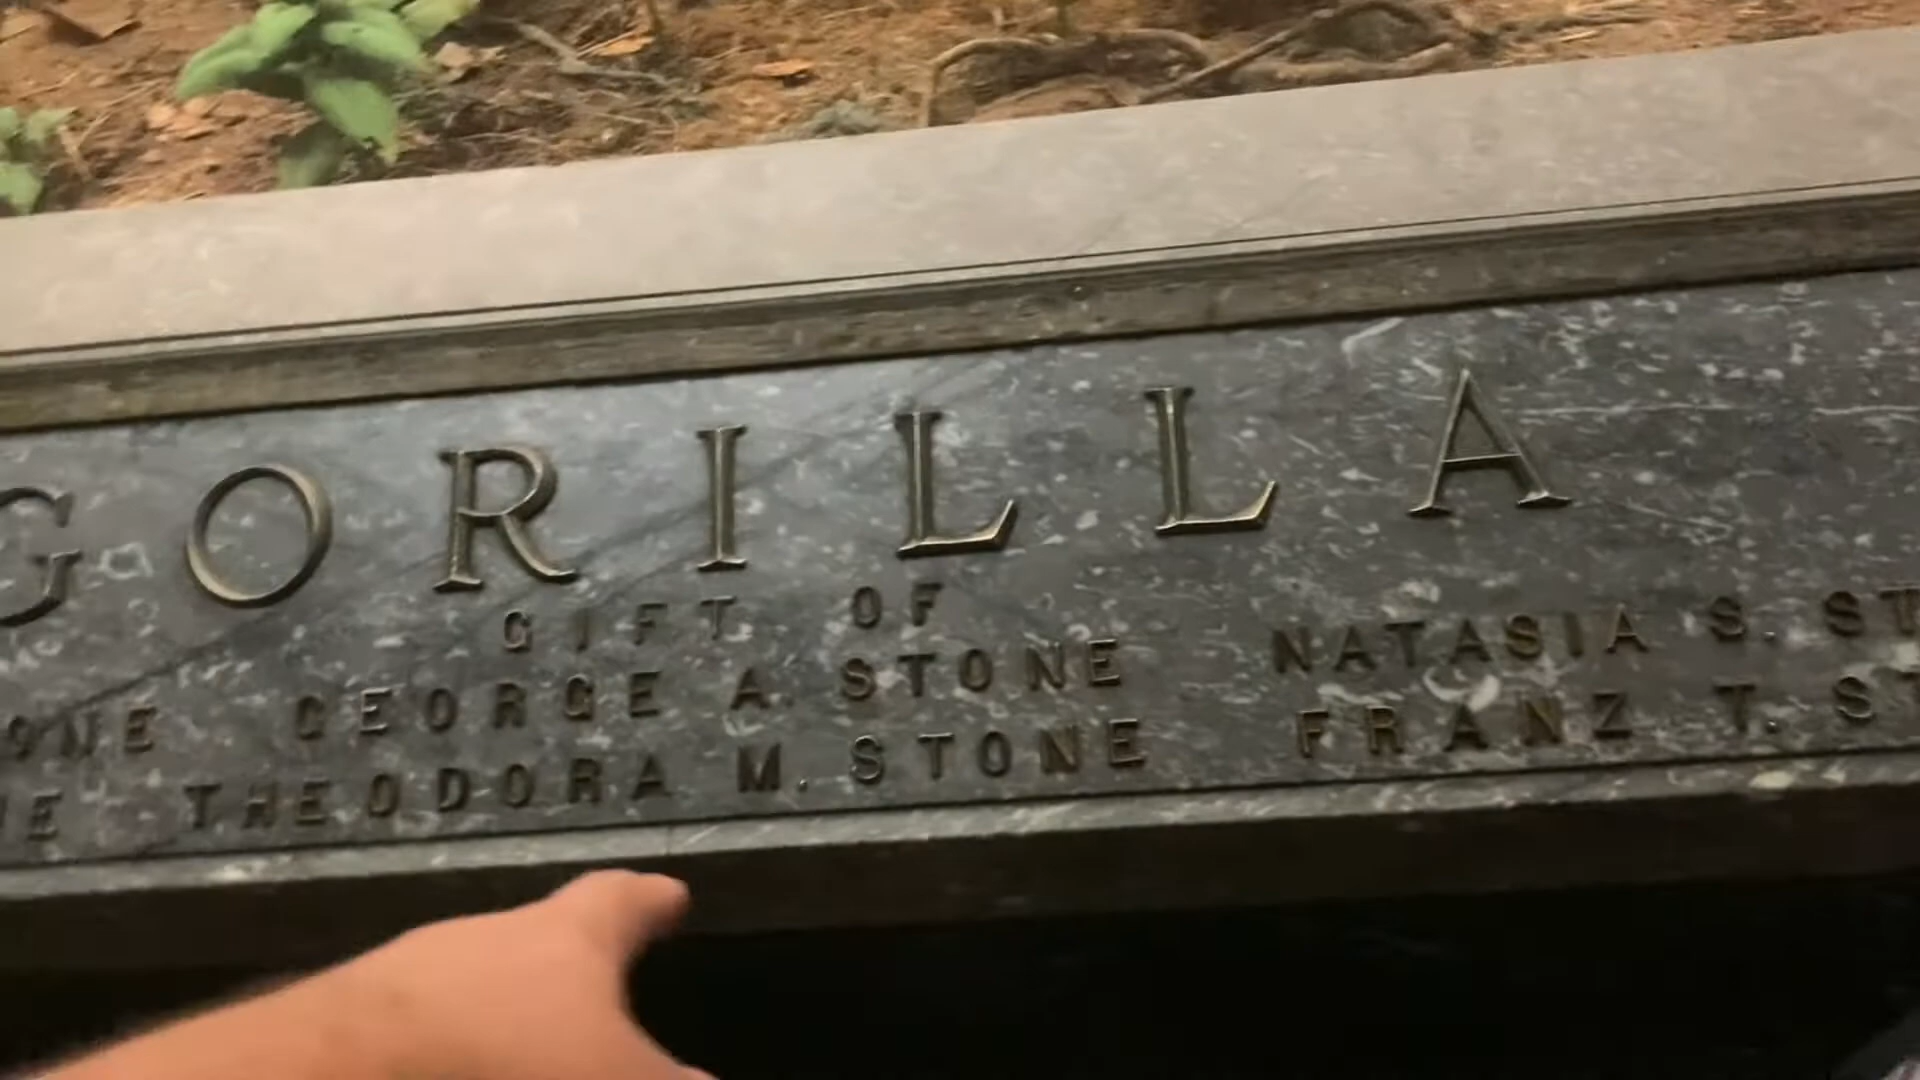 GORILLA
GIFT OF
GEORGE A. STONE NATASIA S.
THEODORA M. STONE FRANZ T.